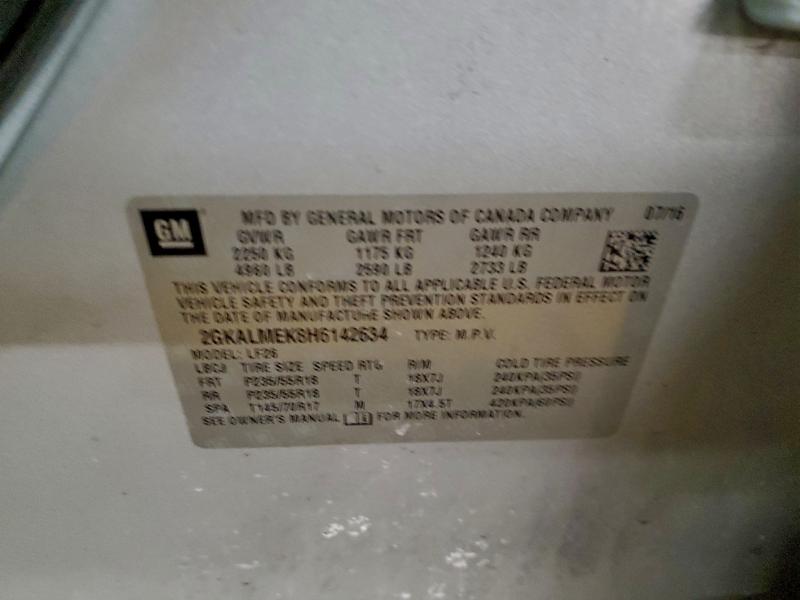 GM
MFD BY GENERAL MOTORS OF CANADA COMPANY 07/16
GVWR GAWR FRT GAWR RR
2250 KG 1175 KG 1240 KG
4960 LB 2590 LB 2733 LB
THIS VEHICLE CONFORMS TO ALL APPLICABLE U.S. FEDERAL MOTOR
VEHICLE SAFETY AND THEFT PREVENTION STANDARDS IN EFFECT ON
THE DATE OF MANUFACTURE SHOWN ABOVE.
2GKALMEK8H6142634 TYPE: M.P.V.
MODEL: LF26
TIRE SIZE SPEED RTG RIM COLD TIRE PRESSURE
FRT P235/55R18 T 18X7J 240KPA(35PSI)
RR P235/55R18 T 18X7J 240KPA(35PSI)
SPA T145/70R17 M 17X4.5T 420KPA(60PSI)
SEE OWNER'S MANUAL FOR MORE INFORMATION.